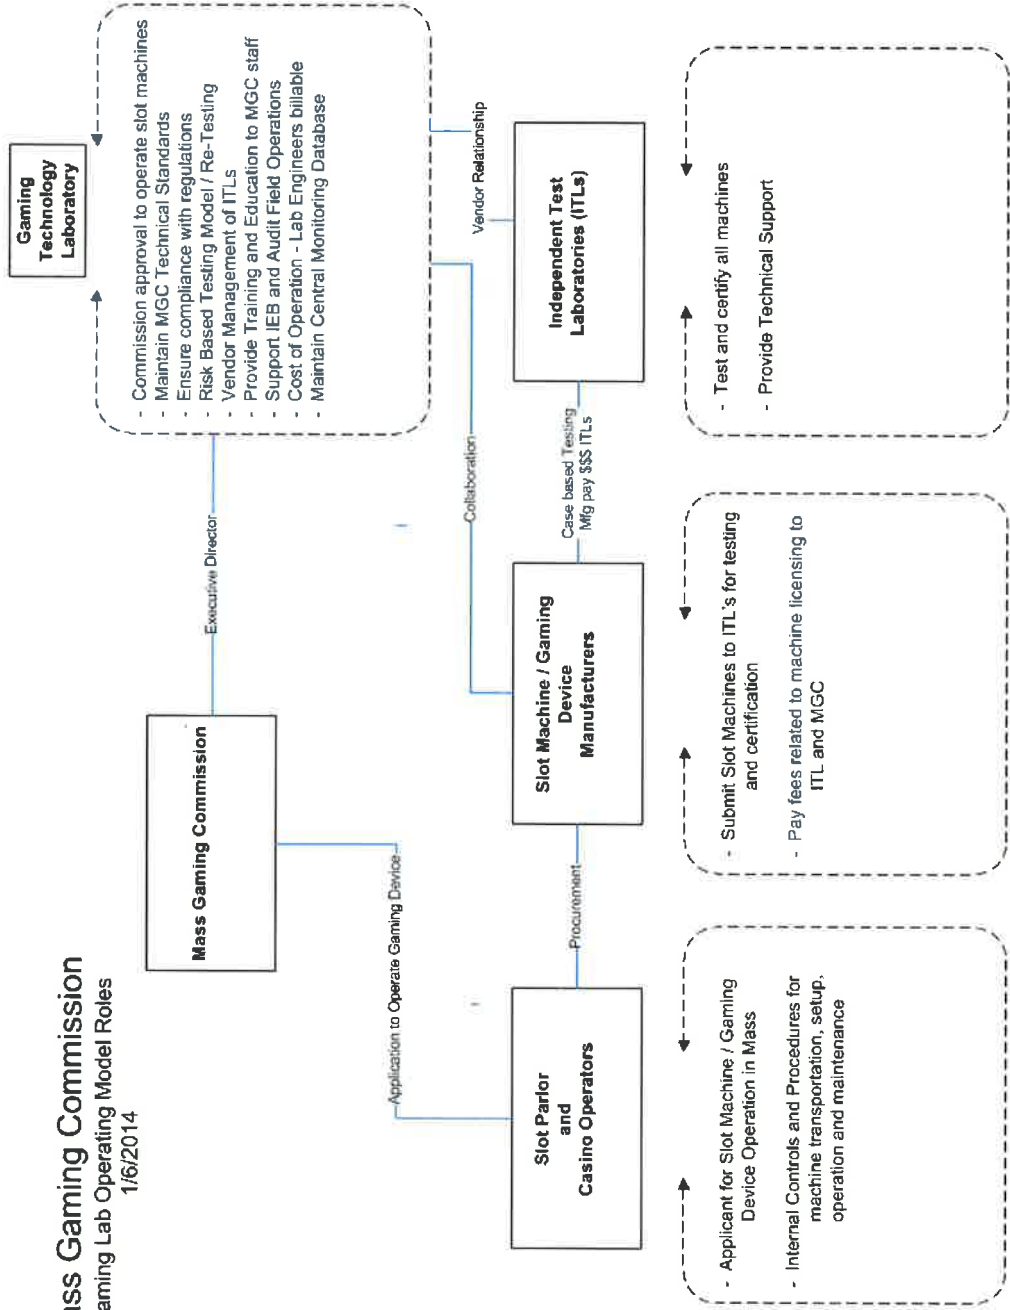 ass Gaming Commission
aming Lab Operating Model Roles
1/6/2014
Gaming
Technology
Laboratory
Mass Gaming Commission
Executive Director
- Commission approval to operate slot machines
- Maintain MGC Technical Standards
- Ensure compliance with regulations
- Risk Based Testing Model / Re-Testing
- Vendor Management of ITLs
- Provide Training and Education to MGC staff
- Support IEB and Audit Field Operations
- Cost of Operation - Lab Engineers billable
- Maintain Central Monitoring Database
Application to Operate Gaming Device
Collaboration
Vendor Relationship
Slot Parlor
and
Casino Operators
Procurement
Slot Machine / Gaming
Device
Manufacturers
Case based Testing
Mfg pay $$$ ITLs
Independent Test
Laboratories (ITLs)
- Applicant for Slot Machine / Gaming
Device Operation in Mass
- Internal Controls and Procedures for
machine transportation, setup,
operation and maintenance
- Submit Slot Machines to ITL's for testing
and certification
- Pay fees related to machine licensing to
ITL and MGC
- Test and certify all machines
- Provide Technical Support